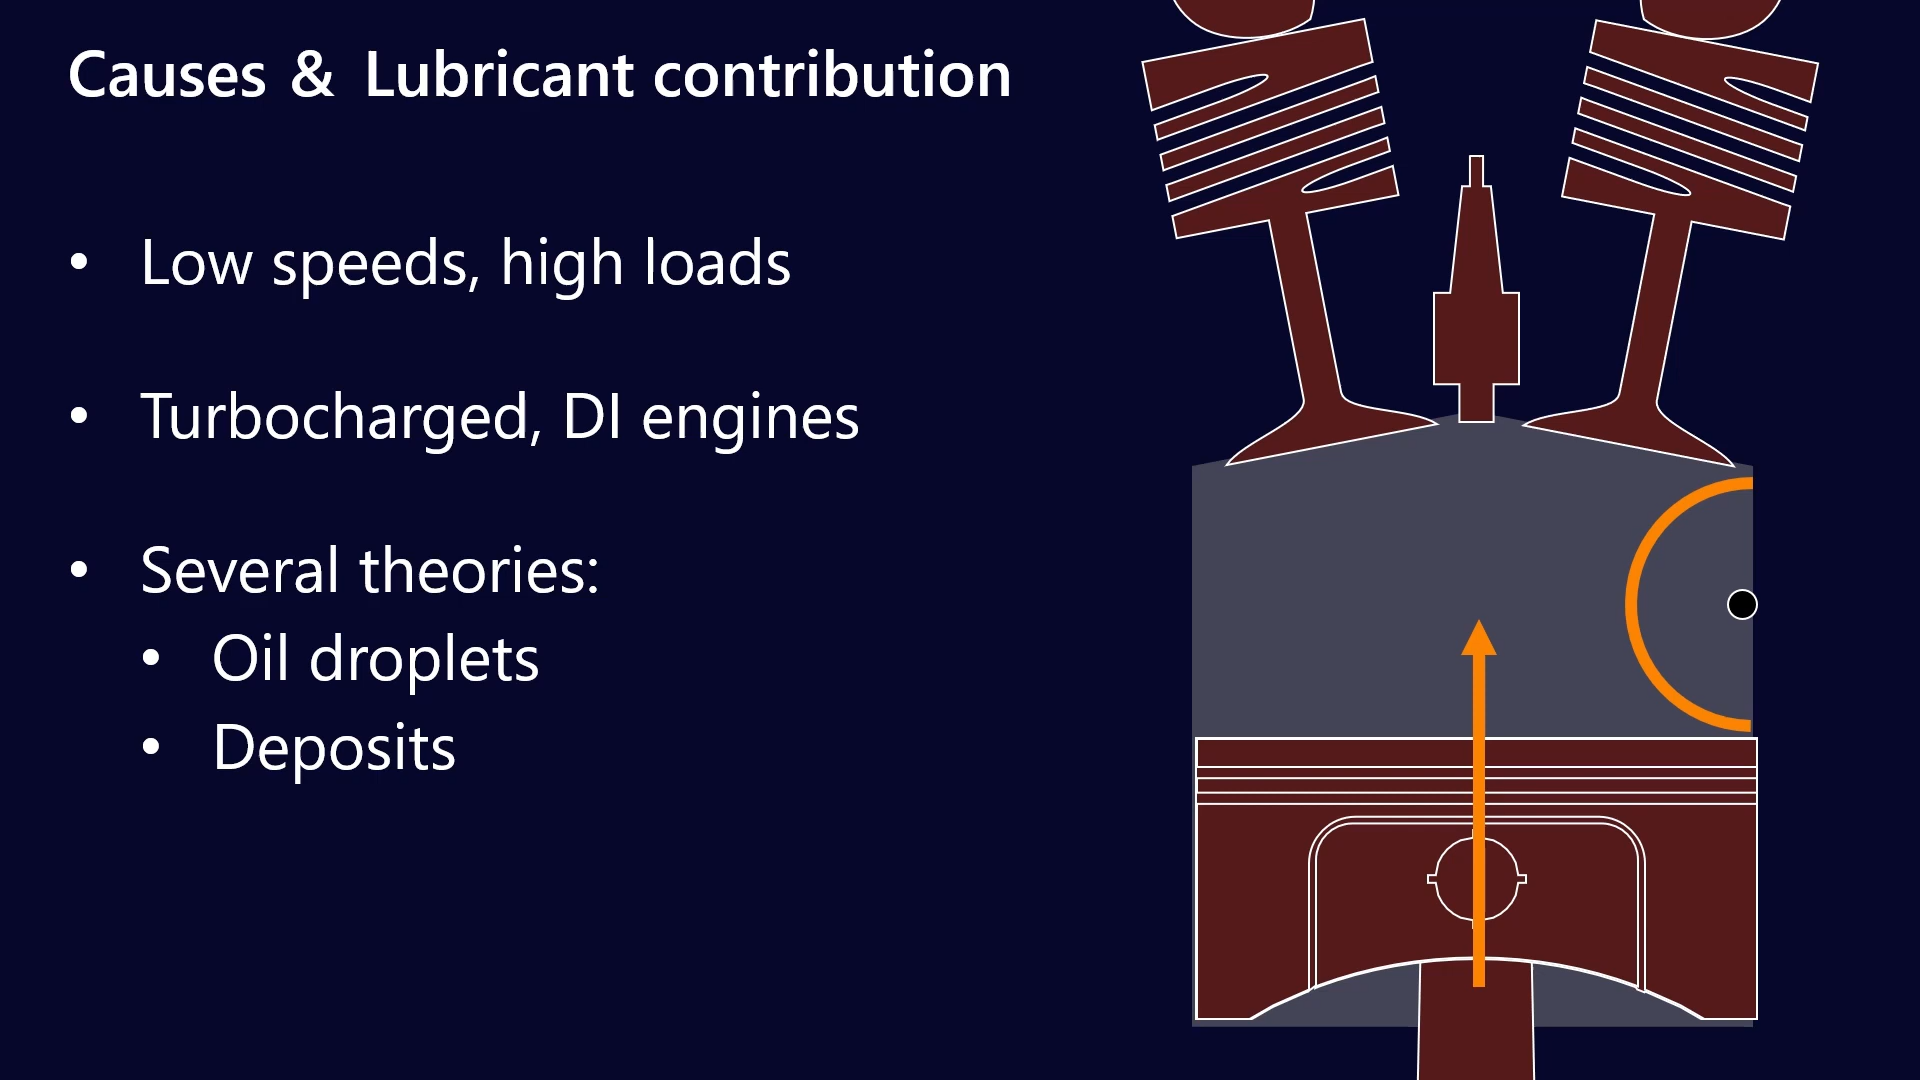 Causes & Lubricant contribution
• Low speeds, high loads
• Turbocharged, DI engines
• Several theories:
• Oil droplets
• Deposits